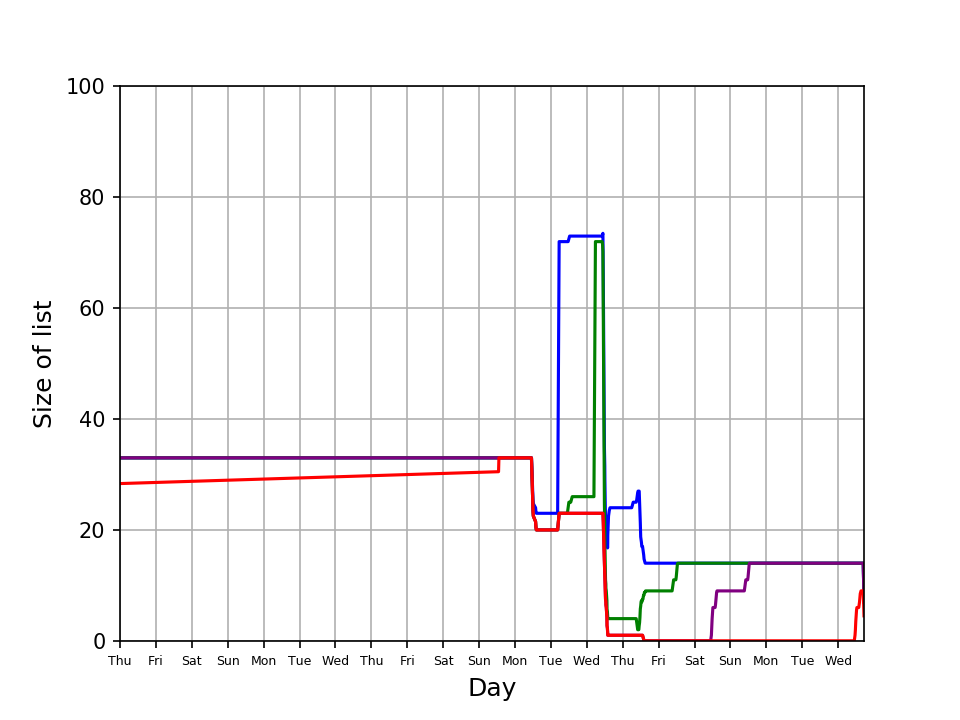 100
80
60
40
20
0
Size of list
Thu Fri Sat Sun Mon Tue Wed Thu Fri Sat Sun Mon Tue Wed Thu Fri Sat Sun Mon Tue Wed
Day